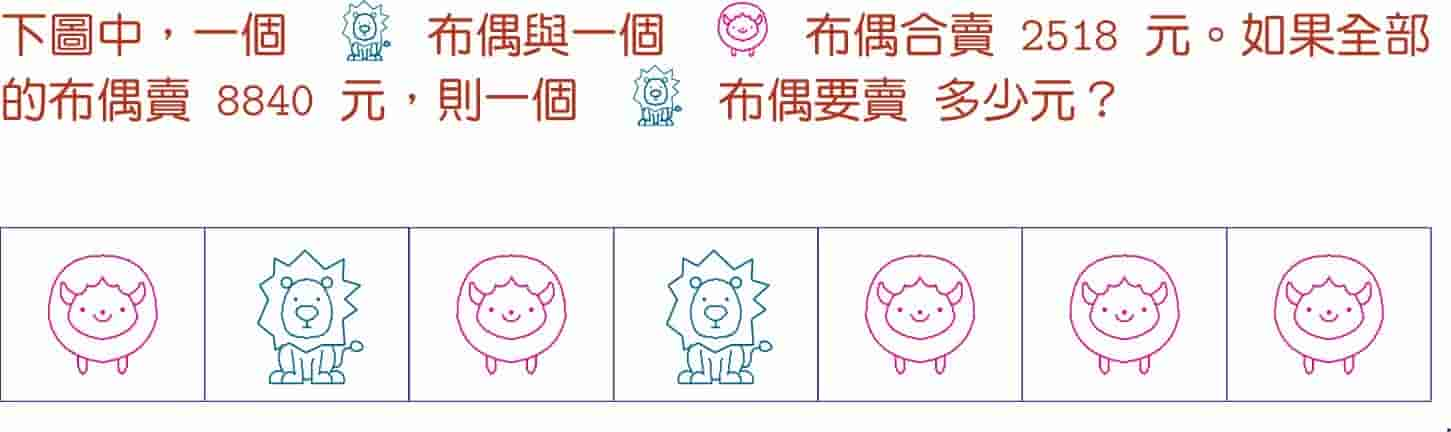 下圖中，一個 布偶與一個 布偶合賣 2518 元。如果全部
的布偶賣 8840 元，則一個 布偶要賣 多少元？